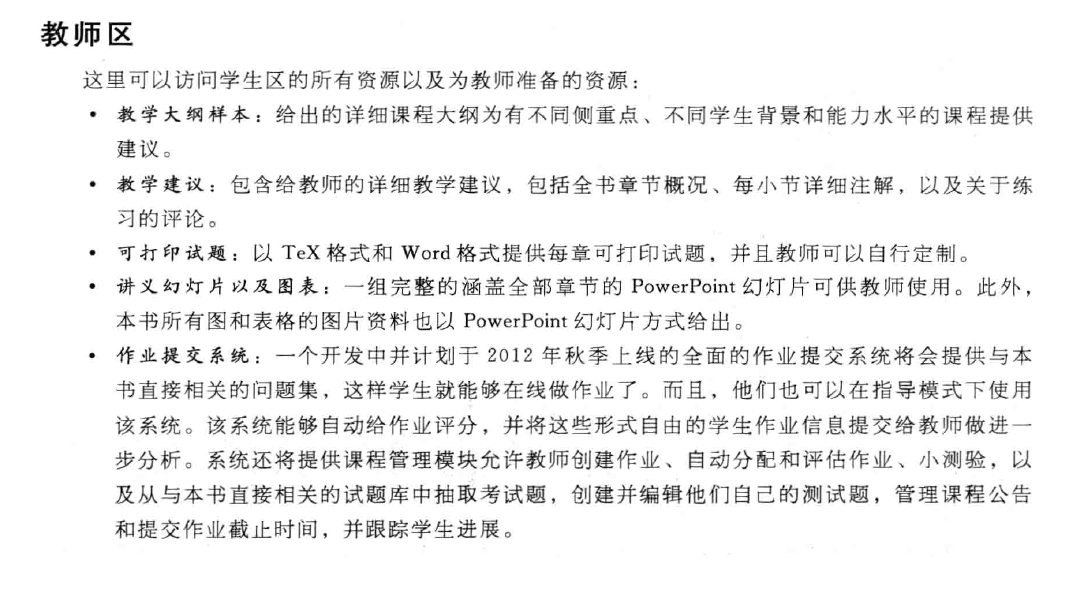 教师区
这里可以访问学生区的所有资源以及为教师准备的资源：
• 教学大纲样本：给出的详细课程大纲为有不同侧重点、不同学生背景和能力水平的课程提供
建议。
• 教学建议：包含给教师的详细教学建议，包括全书章节概况、每小节详细注解，以及关于练
习的评论。
• 可打印试题：以 TeX 格式和 Word 格式提供每章可打印试题，并且教师可以自行定制。
• 讲义幻灯片以及图表：一组完整的涵盖全部章节的 PowerPoint 幻灯片可供教师使用。此外，
本书所有图和表格的图片资料也以 PowerPoint 幻灯片方式给出。
• 作业提交系统：一个开发中并计划于 2012 年秋季上线的全面的作业提交系统将会提供与本
书直接相关的问题集，这样学生就能够在线做作业了。而且，他们也可以在指导模式下使用
该系统。该系统能够自动给作业评分，并将这些形式自由的学生作业信息提交给教师做进一
步分析。系统还将提供课程管理模块允许教师创建作业、自动分配和评估作业、小测验，以
及从与本书直接相关的试题库中抽取考试题，创建并编辑他们自己的测试题，管理课程公告
和提交作业截止时间，并跟踪学生进展。